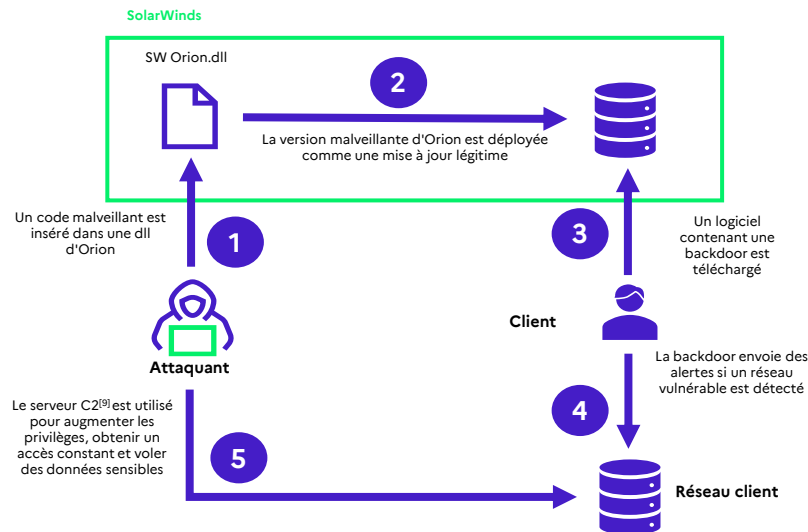 SolarWinds
SW Orion.dll
2
La version malveillante d'Orion est déployée
comme une mise à jour légitime
Un code malveillant est
inséré dans une dll
d'Orion
1
3
Un logiciel
contenant une
backdoor est
téléchargé
Attaquant
Client
La backdoor envoie des
alertes si un réseau
vulnérable est détecté
4
Le serveur C2[9] est utilisé
pour augmenter les
privilèges, obtenir un
accès constant et voler
des données sensibles
5
Réseau client